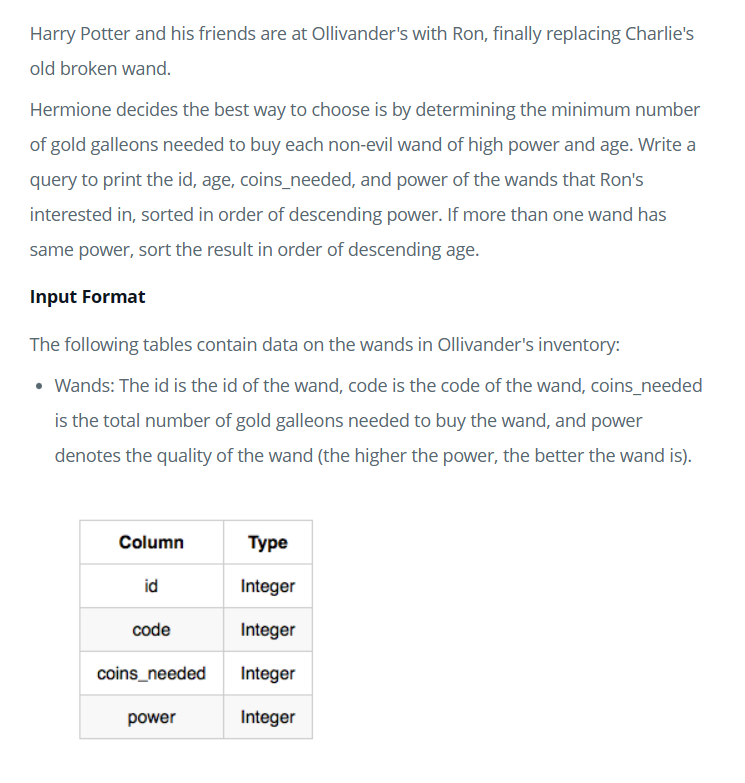 Harry Potter and his friends are at Ollivander's with Ron, finally replacing Charlie's
old broken wand.
Hermione decides the best way to choose is by determining the minimum number
of gold galleons needed to buy each non-evil wand of high power and age. Write a
query to print the id, age, coins_needed, and power of the wands that Ron's
interested in, sorted in order of descending power. If more than one wand has
same power, sort the result in order of descending age.
Input Format
The following tables contain data on the wands in Ollivander's inventory:
• Wands: The id is the id of the wand, code is the code of the wand, coins_needed
is the total number of gold galleons needed to buy the wand, and power
denotes the quality of the wand (the higher the power, the better the wand is).
Column Type
id Integer
code Integer
coins_needed Integer
power Integer